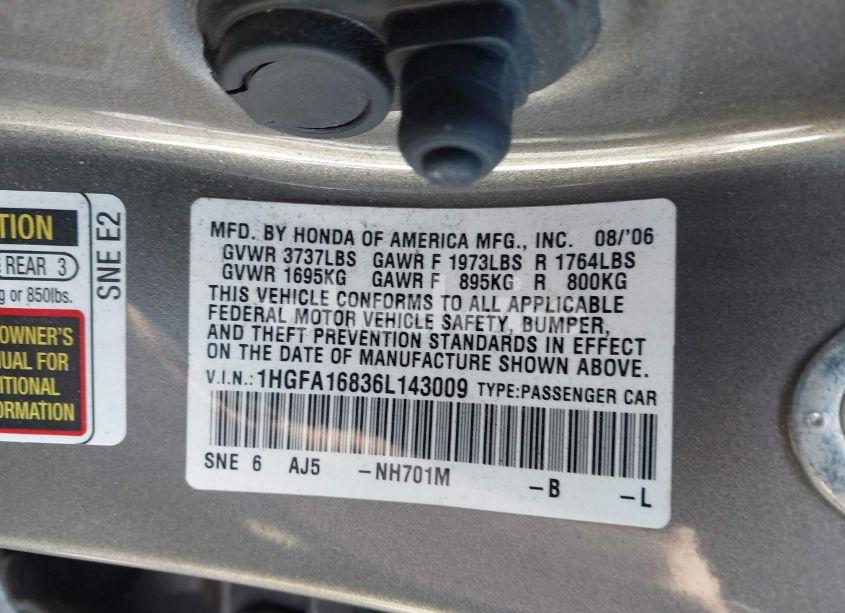 TION
REAR 3
g or 850lbs.
OWNER'S
NUAL FOR
ITIONAL
FORMATION
SNE E2
MFD. BY HONDA OF AMERICA MFG., INC. 08/'06
GVWR 3737LBS GAWR F 1973LBS R 1764LBS
GVWR 1695KG GAWR F 895KG R 800KG
THIS VEHICLE CONFORMS TO ALL APPLICABLE
FEDERAL MOTOR VEHICLE SAFETY, BUMPER,
AND THEFT PREVENTION STANDARDS IN EFFECT
ON THE DATE OF MANUFACTURE SHOWN ABOVE.
V.I.N.: 1HGFA16836L143009 TYPE:PASSENGER CAR
SNE 6 AJ5 -NH701M -B -L